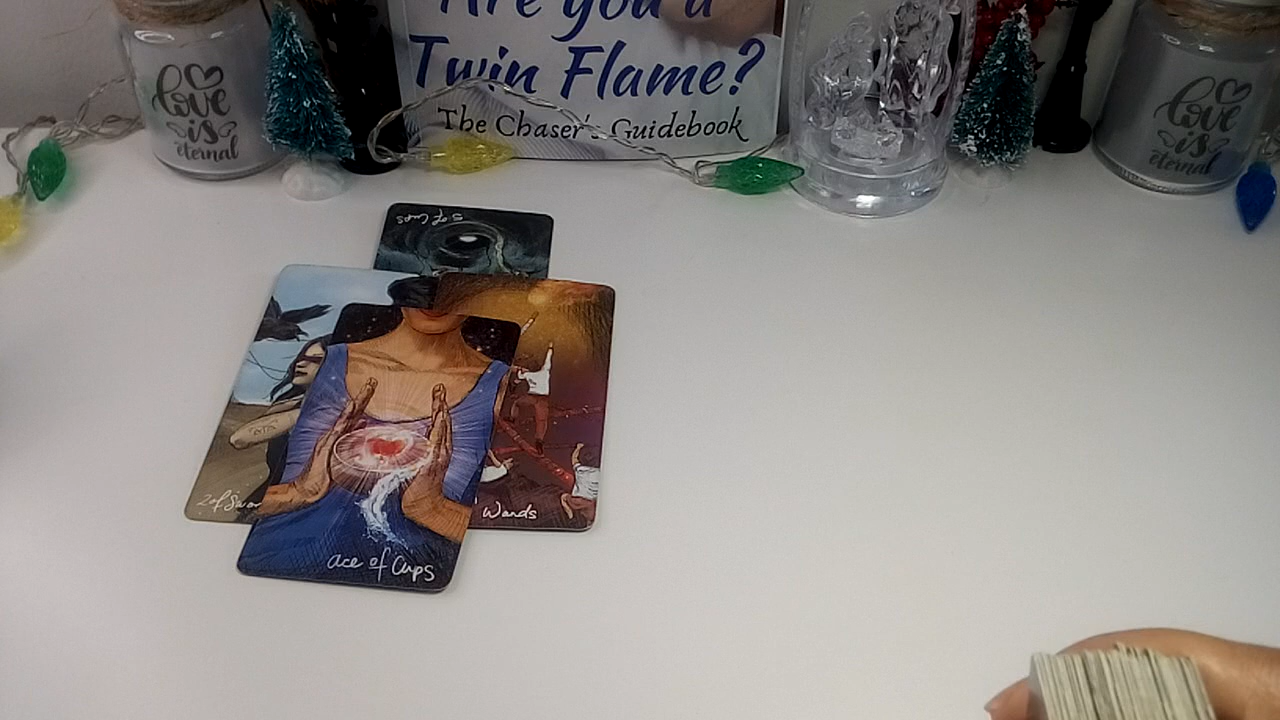 Are you a
Twin Flame?
The Chaser's Guidebook
love
is
eternal
love
is
eternal
5 of Cups
2 of Swor
Wands
ace of Cups